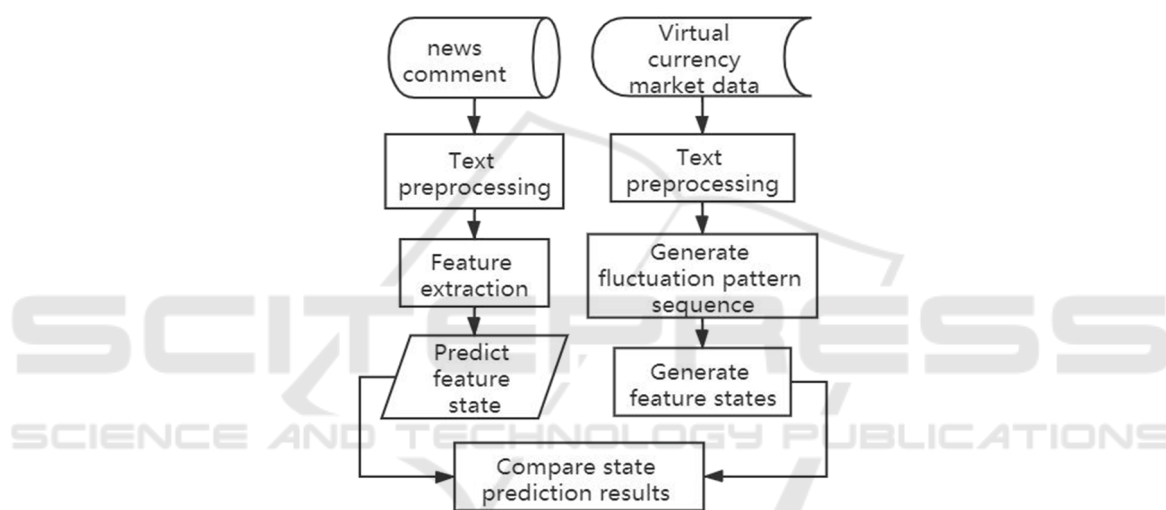 news
comment
Virtual
currency
market data
Text
preprocessing
Text
preprocessing
Feature
extraction
Generate
fluctuation pattern
sequence
Predict
feature
state
Generate
feature states
Compare state
prediction results
SCITEPRESS
SCIENCE AND TECHNOLOGY PUBLICATIONS